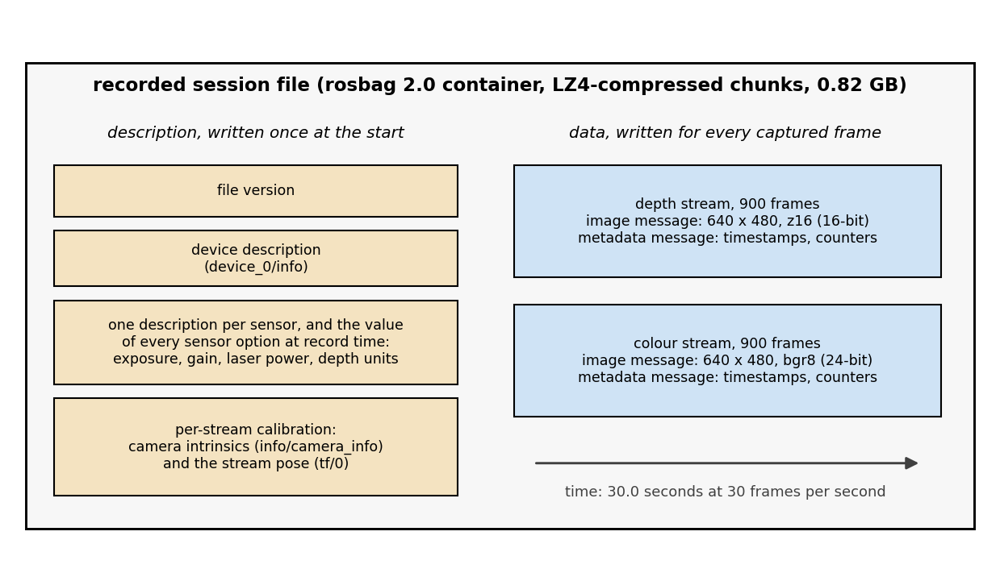 recorded session file (rosbag 2.0 container, LZ4-compressed chunks, 0.82 GB)
description, written once at the start
file version
device description
(device_0/info)
one description per sensor, and the value
of every sensor option at record time:
exposure, gain, laser power, depth units
per-stream calibration:
camera intrinsics (info/camera_info)
and the stream pose (tf/0)
data, written for every captured frame
depth stream, 900 frames
image message: 640 x 480, z16 (16-bit)
metadata message: timestamps, counters
colour stream, 900 frames
image message: 640 x 480, bgr8 (24-bit)
metadata message: timestamps, counters
time: 30.0 seconds at 30 frames per second